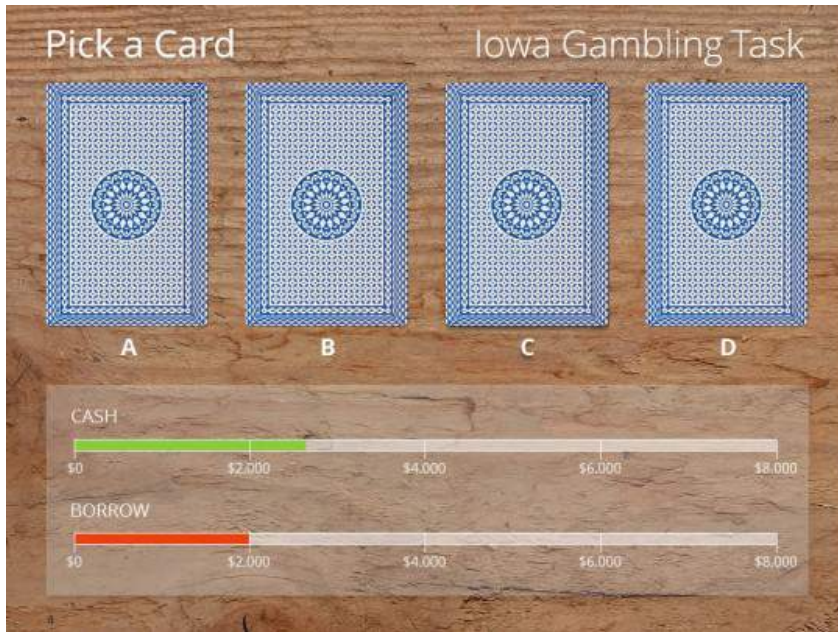 Pick a Card
Iowa Gambling Task
A
B
C
D
CASH
$0
$2.000
$4.000
$6.000
$8.000
BORROW
$0
$2.000
$4.000
$6.000
$8.000